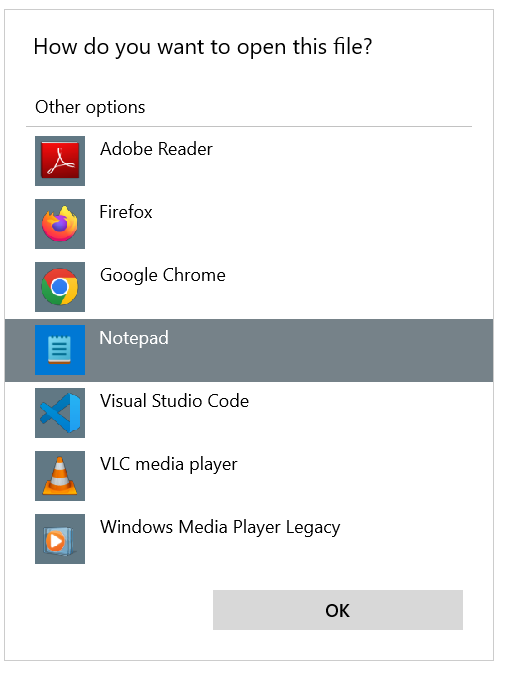 How do you want to open this file?
Other options
Adobe Reader
Firefox
Google Chrome
Notepad
Visual Studio Code
VLC media player
Windows Media Player Legacy
OK